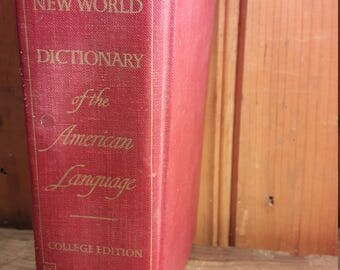 NEW WORLD
DICTIONARY
of the
American
Language
COLLEGE EDITION